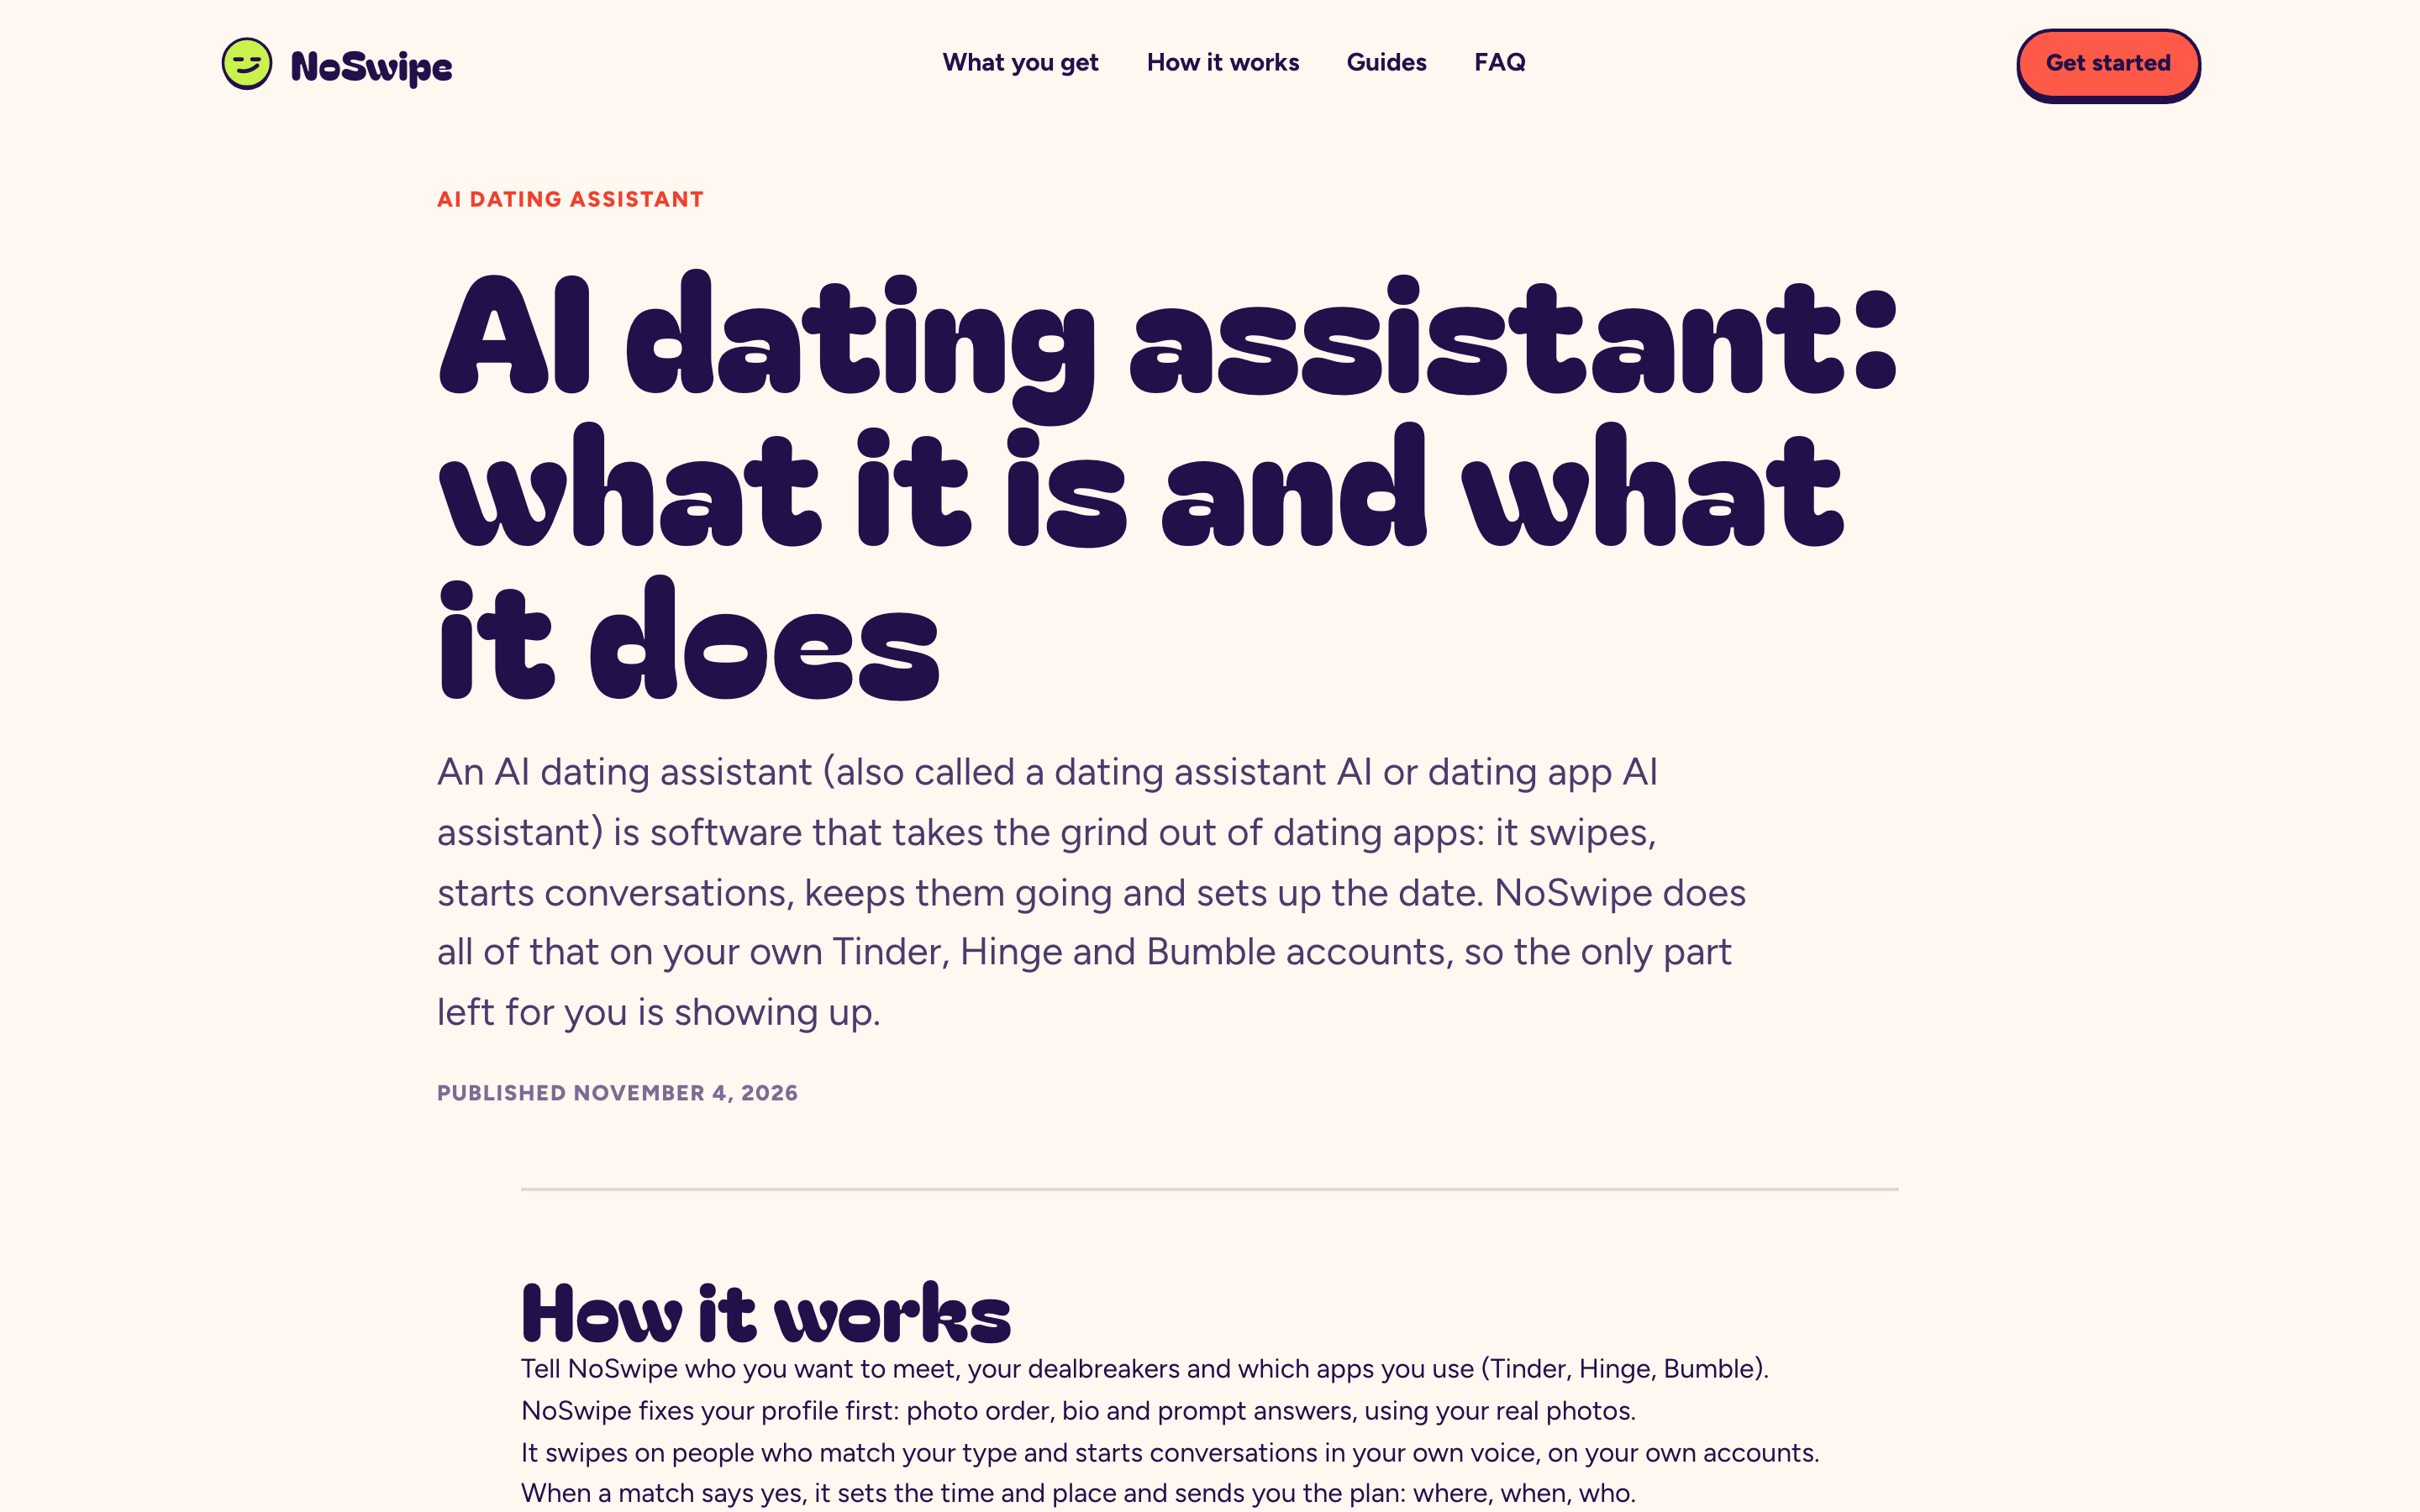 NoSwipe
What you get
How it works
Guides
FAQ
Get started
AI DATING ASSISTANT
AI dating assistant:
what it is and what
it does
An AI dating assistant (also called a dating assistant AI or dating app AI
assistant) is software that takes the grind out of dating apps: it swipes,
starts conversations, keeps them going and sets up the date. NoSwipe does
all of that on your own Tinder, Hinge and Bumble accounts, so the only part
left for you is showing up.
PUBLISHED NOVEMBER 4, 2026
How it works
Tell NoSwipe who you want to meet, your dealbreakers and which apps you use (Tinder, Hinge, Bumble).
NoSwipe fixes your profile first: photo order, bio and prompt answers, using your real photos.
It swipes on people who match your type and starts conversations in your own voice, on your own accounts.
When a match says yes, it sets the time and place and sends you the plan: where, when, who.